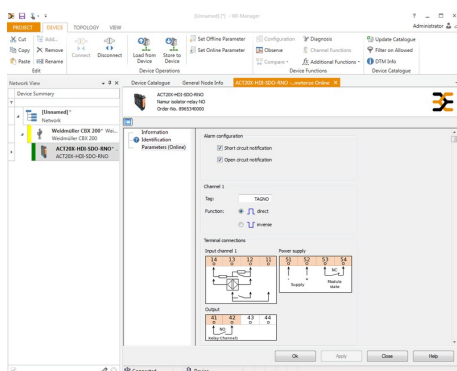 [Unnamed] (*) - WI-Manager
PROJECT DEVICE TOPOLOGY VIEW
Administrator
Cut Add...
Copy Remove
Paste Rename
Connect Disconnect
Load from Device
Store to Device
Set Offline Parameter
Set Online Parameter
Configuration Diagnosis
Observe Channel Functions
Compare Additional Functions
Update Catalogue
Filter on Allowed
DTM Info
Edit Device Operations Device Functions Device Catalogue
Network View
Device Summary
[Unnamed]*
Network
Weidmüller CBX 200* Wei...
Weidmüller CBX 200
ACT20X-HDI-SDO-RNO*...
ACT20X-HDI-SDO-RNO
Device Catalogue General Node Info ACT20X-HDI-SDO-RNO -...meterize Online
ACT20X-HDI-SDO-RNO
Namur isolator-relay-NO
Order-No. 8965340000
Information
Identification
Parameters (Online)
Alarm configuration
Short circuit notification
Open circuit notification
Channel 1
Tag: TAGNO
Function: direct
inverse
Terminal connections
Input channel 1 Power supply
14 13 12 11 51 52 53 54
- +
Supply
NC
Module state
Output
41 42 43 44
NO
Relay-Channels
Ok Apply Close Help
Connected Device